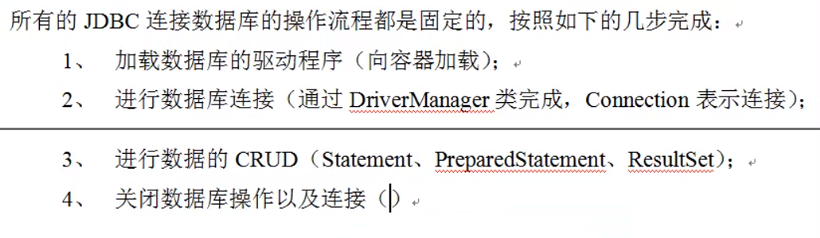 所有的 JDBC 连接数据库的操作流程都是固定的，按照如下的几步完成：
1、 加载数据库的驱动程序（向容器加载）；
2、 进行数据库连接（通过 DriverManager 类完成，Connection 表示连接）；
3、 进行数据的 CRUD（Statement、PreparedStatement、ResultSet）；
4、 关闭数据库操作以及连接（）